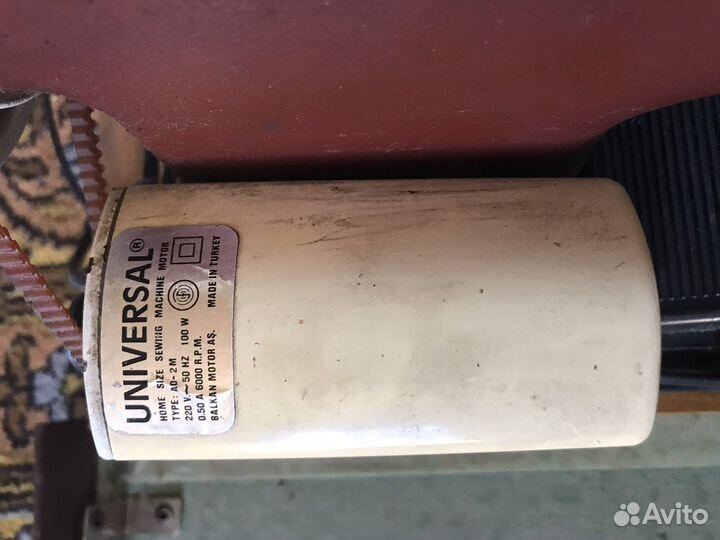 UNIVERSAL®
HOME SIZE SEWING MACHINE MOTOR
TYPE: AD-2M
220 V.~50 HZ 100 W
0.50 A 6000 R.P.M.
BALKAN MOTOR AŞ. MADE IN TURKEY
Avito